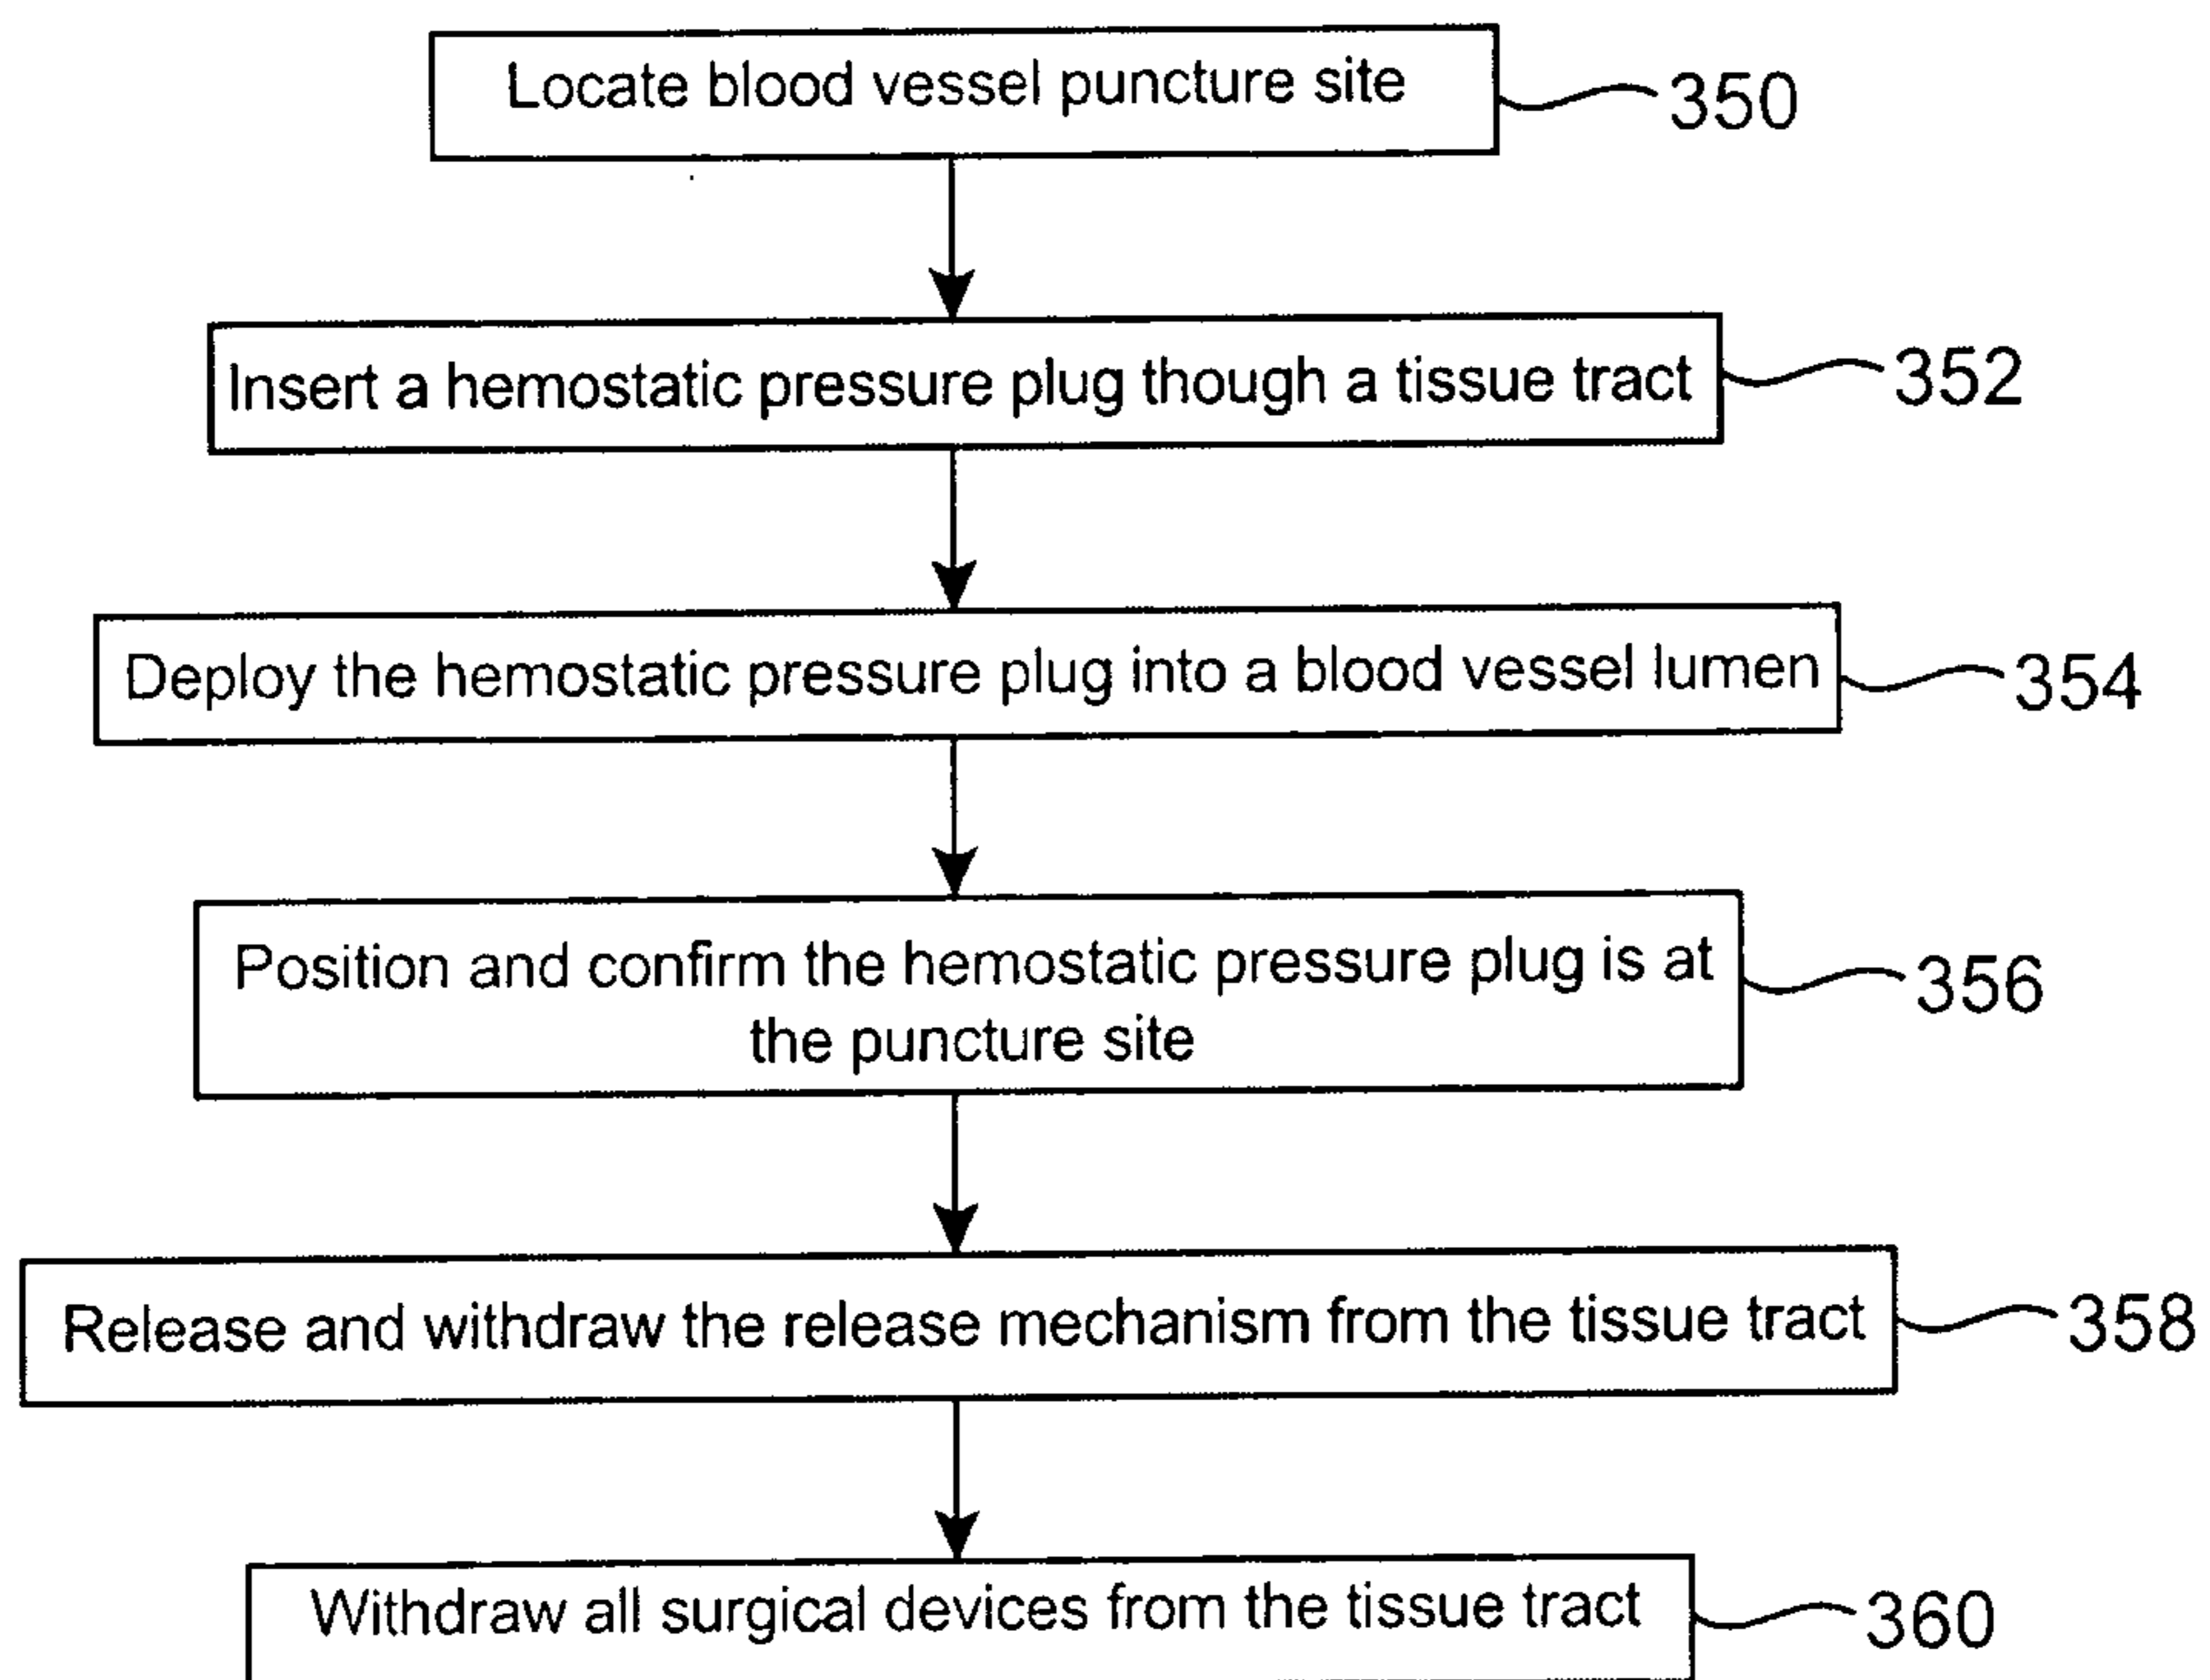 Locate blood vessel puncture site
350
Insert a hemostatic pressure plug though a tissue tract
352
Deploy the hemostatic pressure plug into a blood vessel lumen
354
Position and confirm the hemostatic pressure plug is at
the puncture site
356
Release and withdraw the release mechanism from the tissue tract
358
Withdraw all surgical devices from the tissue tract
360